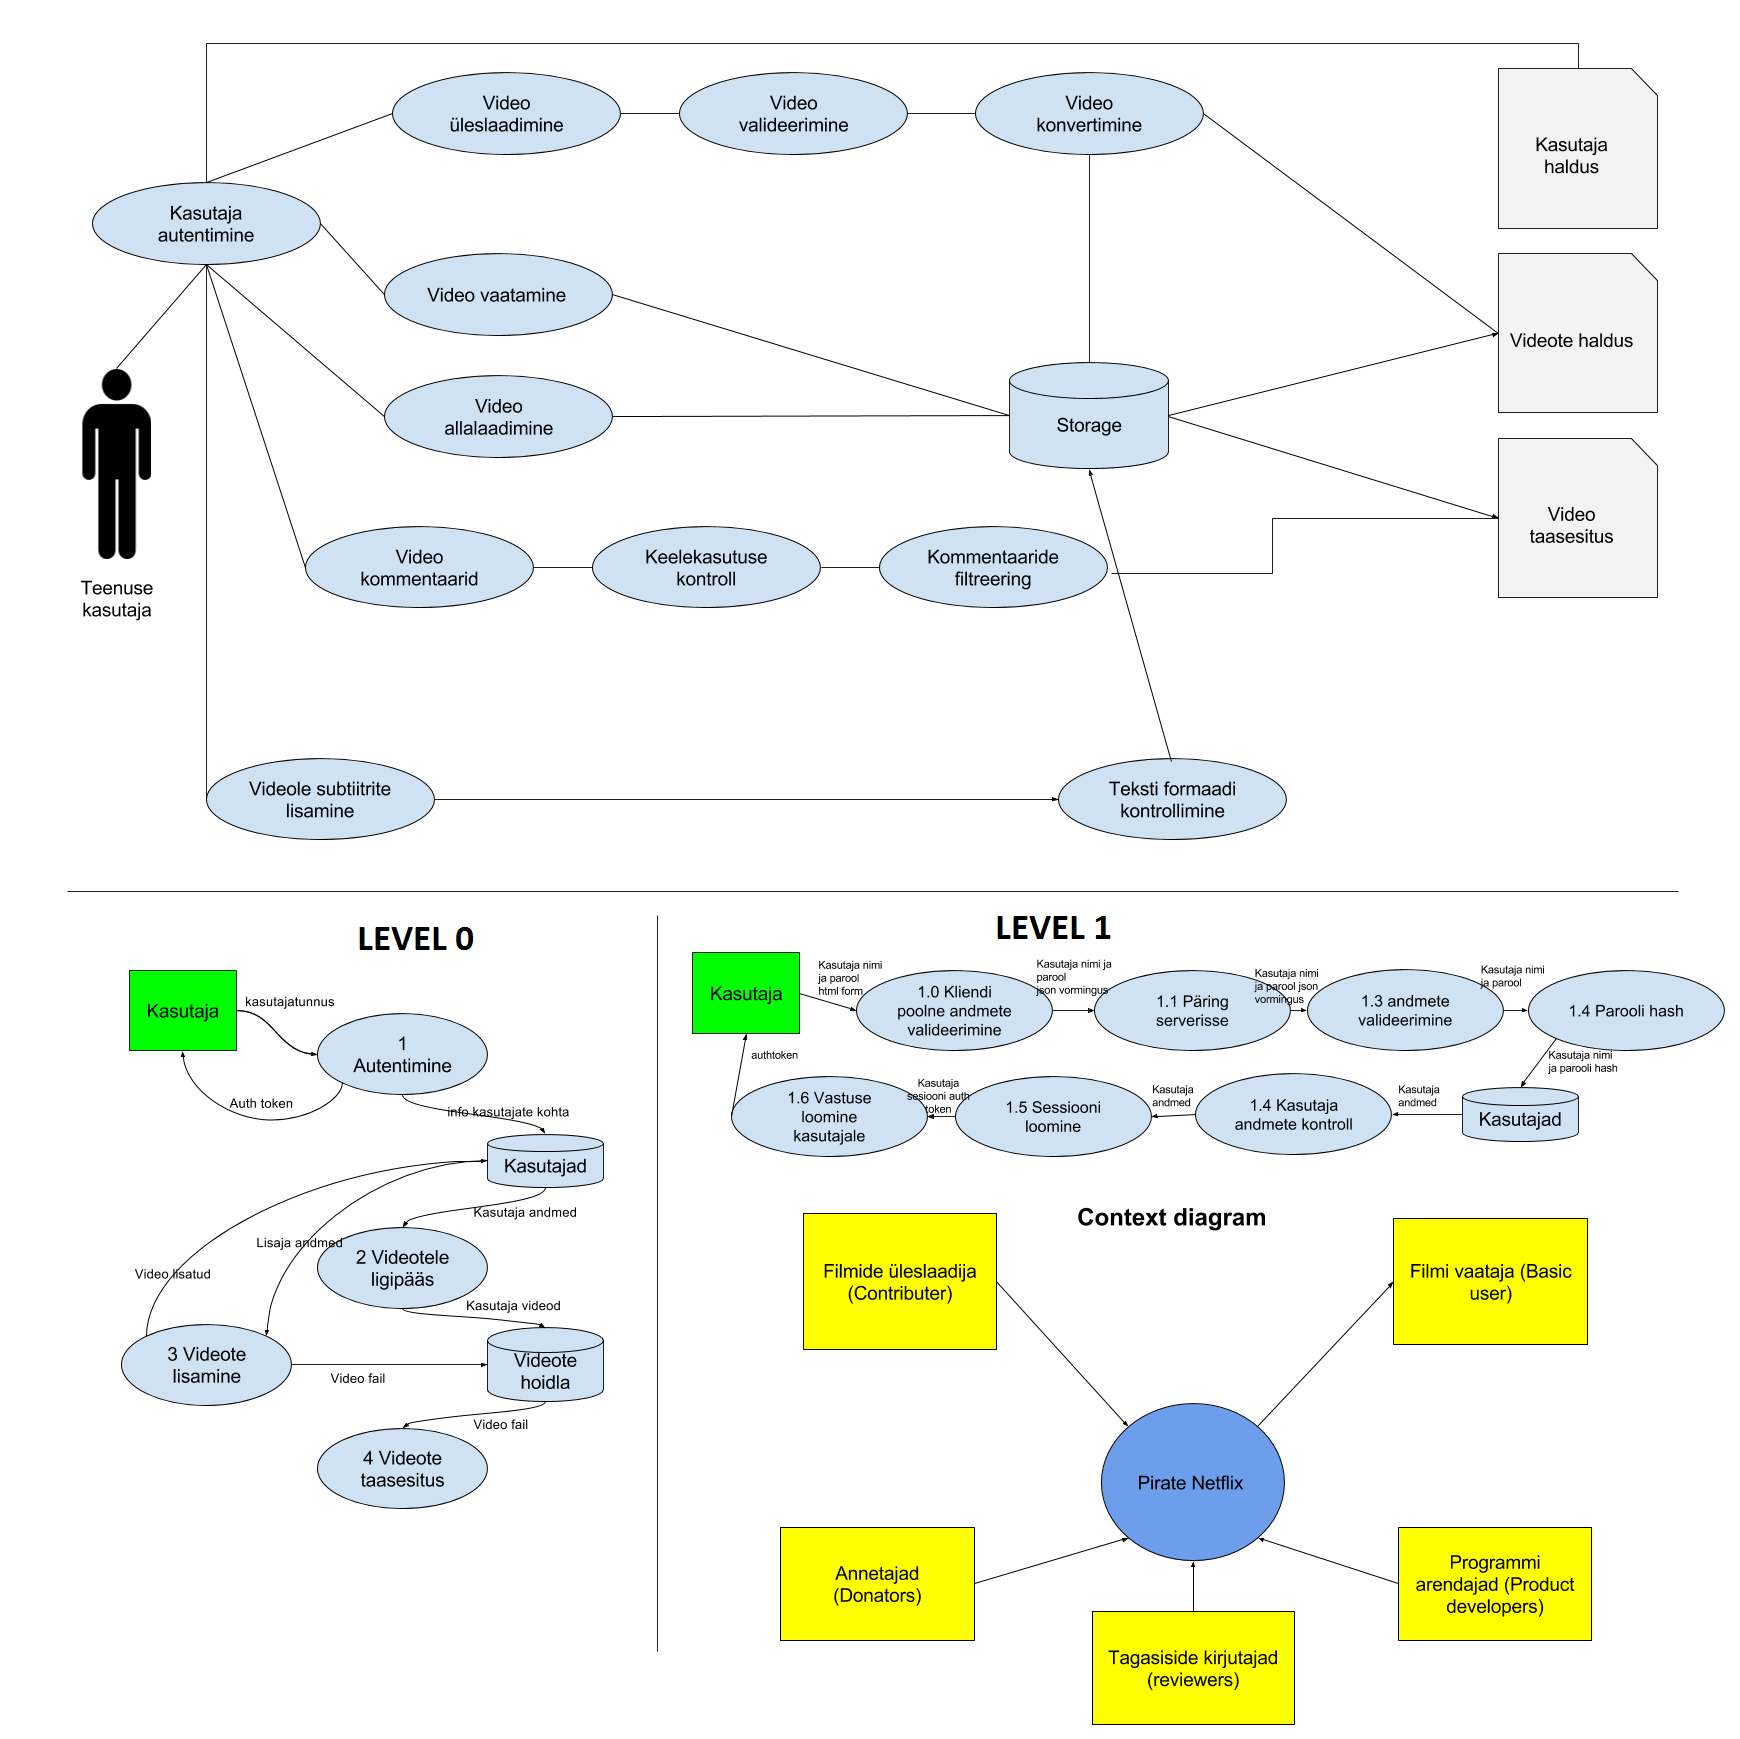 Video
üleslaadimine
Video
valideerimine
Video
konvertimine
Kasutaja
haldus
Kasutaja
autentimine
Video vaatamine
Videote haldus
Video
allalaadimine
Storage
Video
taasesitus
Video
kommentaarid
Keelekasutuse
kontroll
Kommentaaride
filtreering
Teenuse
kasutaja
Videole subtiitrite
lisamine
Teksti formaadi
kontrollimine
LEVEL 0
Kasutaja
kasutajatunnus
1
Autentimine
Auth token
info kasutajate kohta
Kasutajad
Kasutaja andmed
Lisaja andmed
Video lisatud
2 Videotele
ligipääs
Kasutaja videod
3 Videote
lisamine
Video fail
Videote
hoidla
Video fail
4 Videote
taasesitus
LEVEL 1
Kasutaja
Kasutaja nimi
ja parool
html form
1.0 Kliendi
poolne andmete
valideerimine
Kasutaja nimi ja
parool
json vormingus
1.1 Päring
serverisse
Kasutaja nimi
ja parool json
vormingus
1.3 andmete
valideerimine
Kasutaja nimi
ja parool
1.4 Parooli hash
Kasutaja nimi
ja parooli hash
Kasutajad
Kasutaja
andmed
1.4 Kasutaja
andmete kontroll
Kasutaja
andmed
1.5 Sessiooni
loomine
Kasutaja
sesiooni auth
token
1.6 Vastuse
loomine
kasutajale
authtoken
Context diagram
Filmide üleslaadija
(Contributer)
Filmi vaataja (Basic
user)
Pirate Netflix
Annetajad
(Donators)
Tagasiside kirjutajad
(reviewers)
Programmi
arendajad (Product
developers)